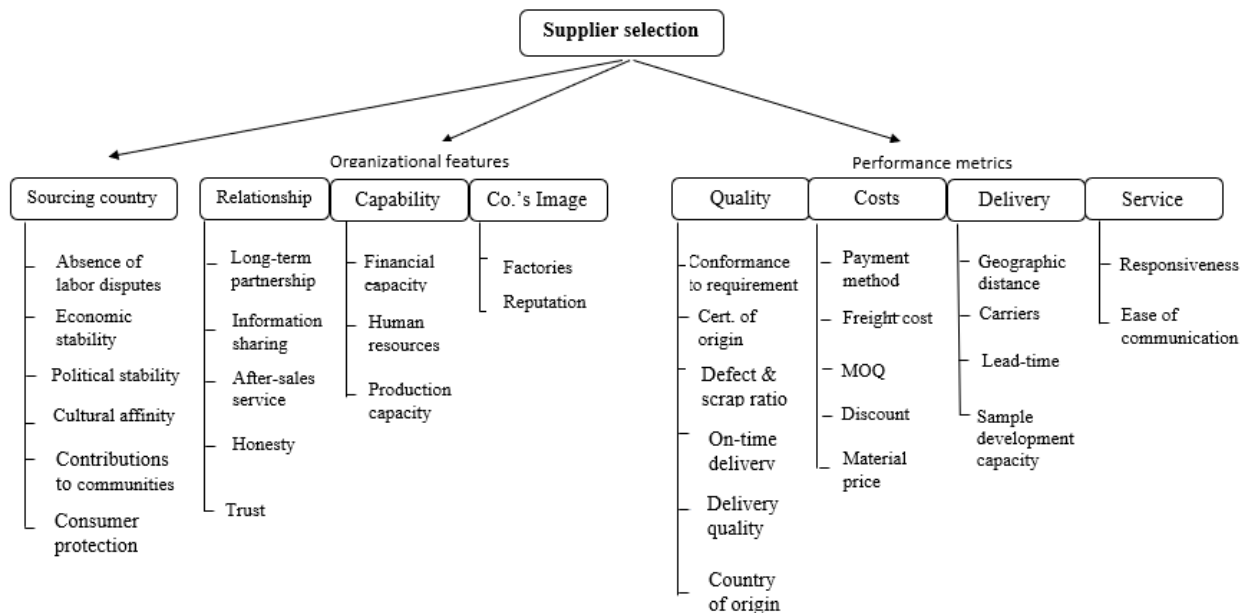 Supplier selection
Organizational features
Performance metrics
Sourcing country
Relationship
Capability
Co.'s Image
Quality
Costs
Delivery
Service
Absence of
labor disputes
Economic
stability
Political stability
Cultural affinity
Contributions
to communities
Consumer
protection
Long-term
partnership
Information
sharing
After-sales
service
Honesty
Trust
Financial
capacity
Human
resources
Production
capacity
Factories
Reputation
Conformance
to requirement
Cert. of
origin
Defect &
scrap ratio
On-time
delivery
Delivery
quality
Country
of origin
Payment
method
Freight cost
MOQ
Discount
Material
price
Geographic
distance
Carriers
Lead-time
Sample
development
capacity
Responsiveness
Ease of
communication